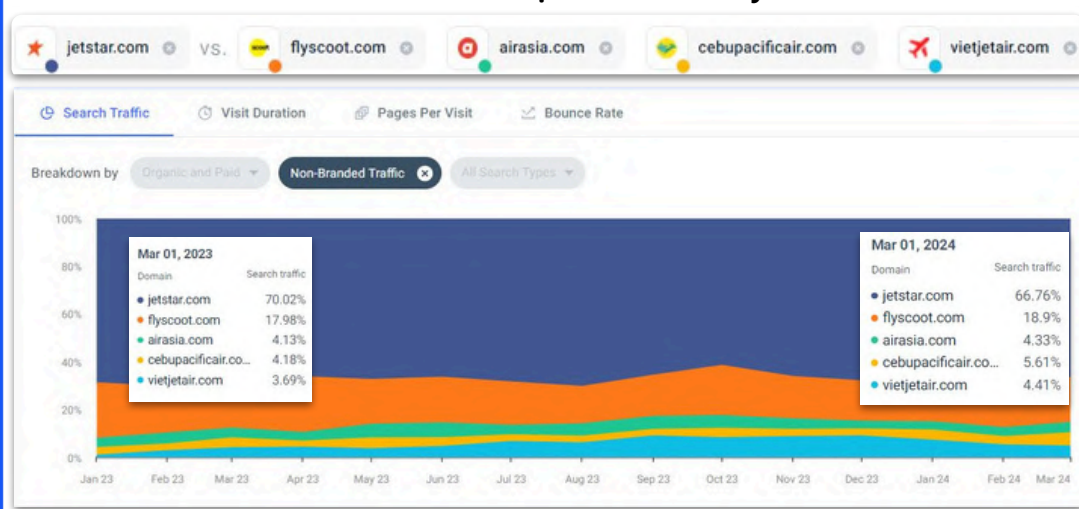 jetstar.com vs. flyscoot.com airasia.com cebupacificair.com vietjetair.com
Search Traffic Visit Duration Pages Per Visit Bounce Rate
Breakdown by Organic and Paid Non-Branded Traffic All Search Types
100%
80%
60%
40%
20%
0%
Mar 01, 2023
Domain Search traffic
jetstar.com 70.02%
flyscoot.com 17.98%
airasia.com 4.13%
cebupacificair.co... 4.18%
vietjetair.com 3.69%
Mar 01, 2024
Domain Search traffic
jetstar.com 66.76%
flyscoot.com 18.9%
airasia.com 4.33%
cebupacificair.co... 5.61%
vietjetair.com 4.41%
Jan 23 Feb 23 Mar 23 Apr 23 May 23 Jun 23 Jul 23 Aug 23 Sep 23 Oct 23 Nov 23 Dec 23 Jan 24 Feb 24 Mar 24